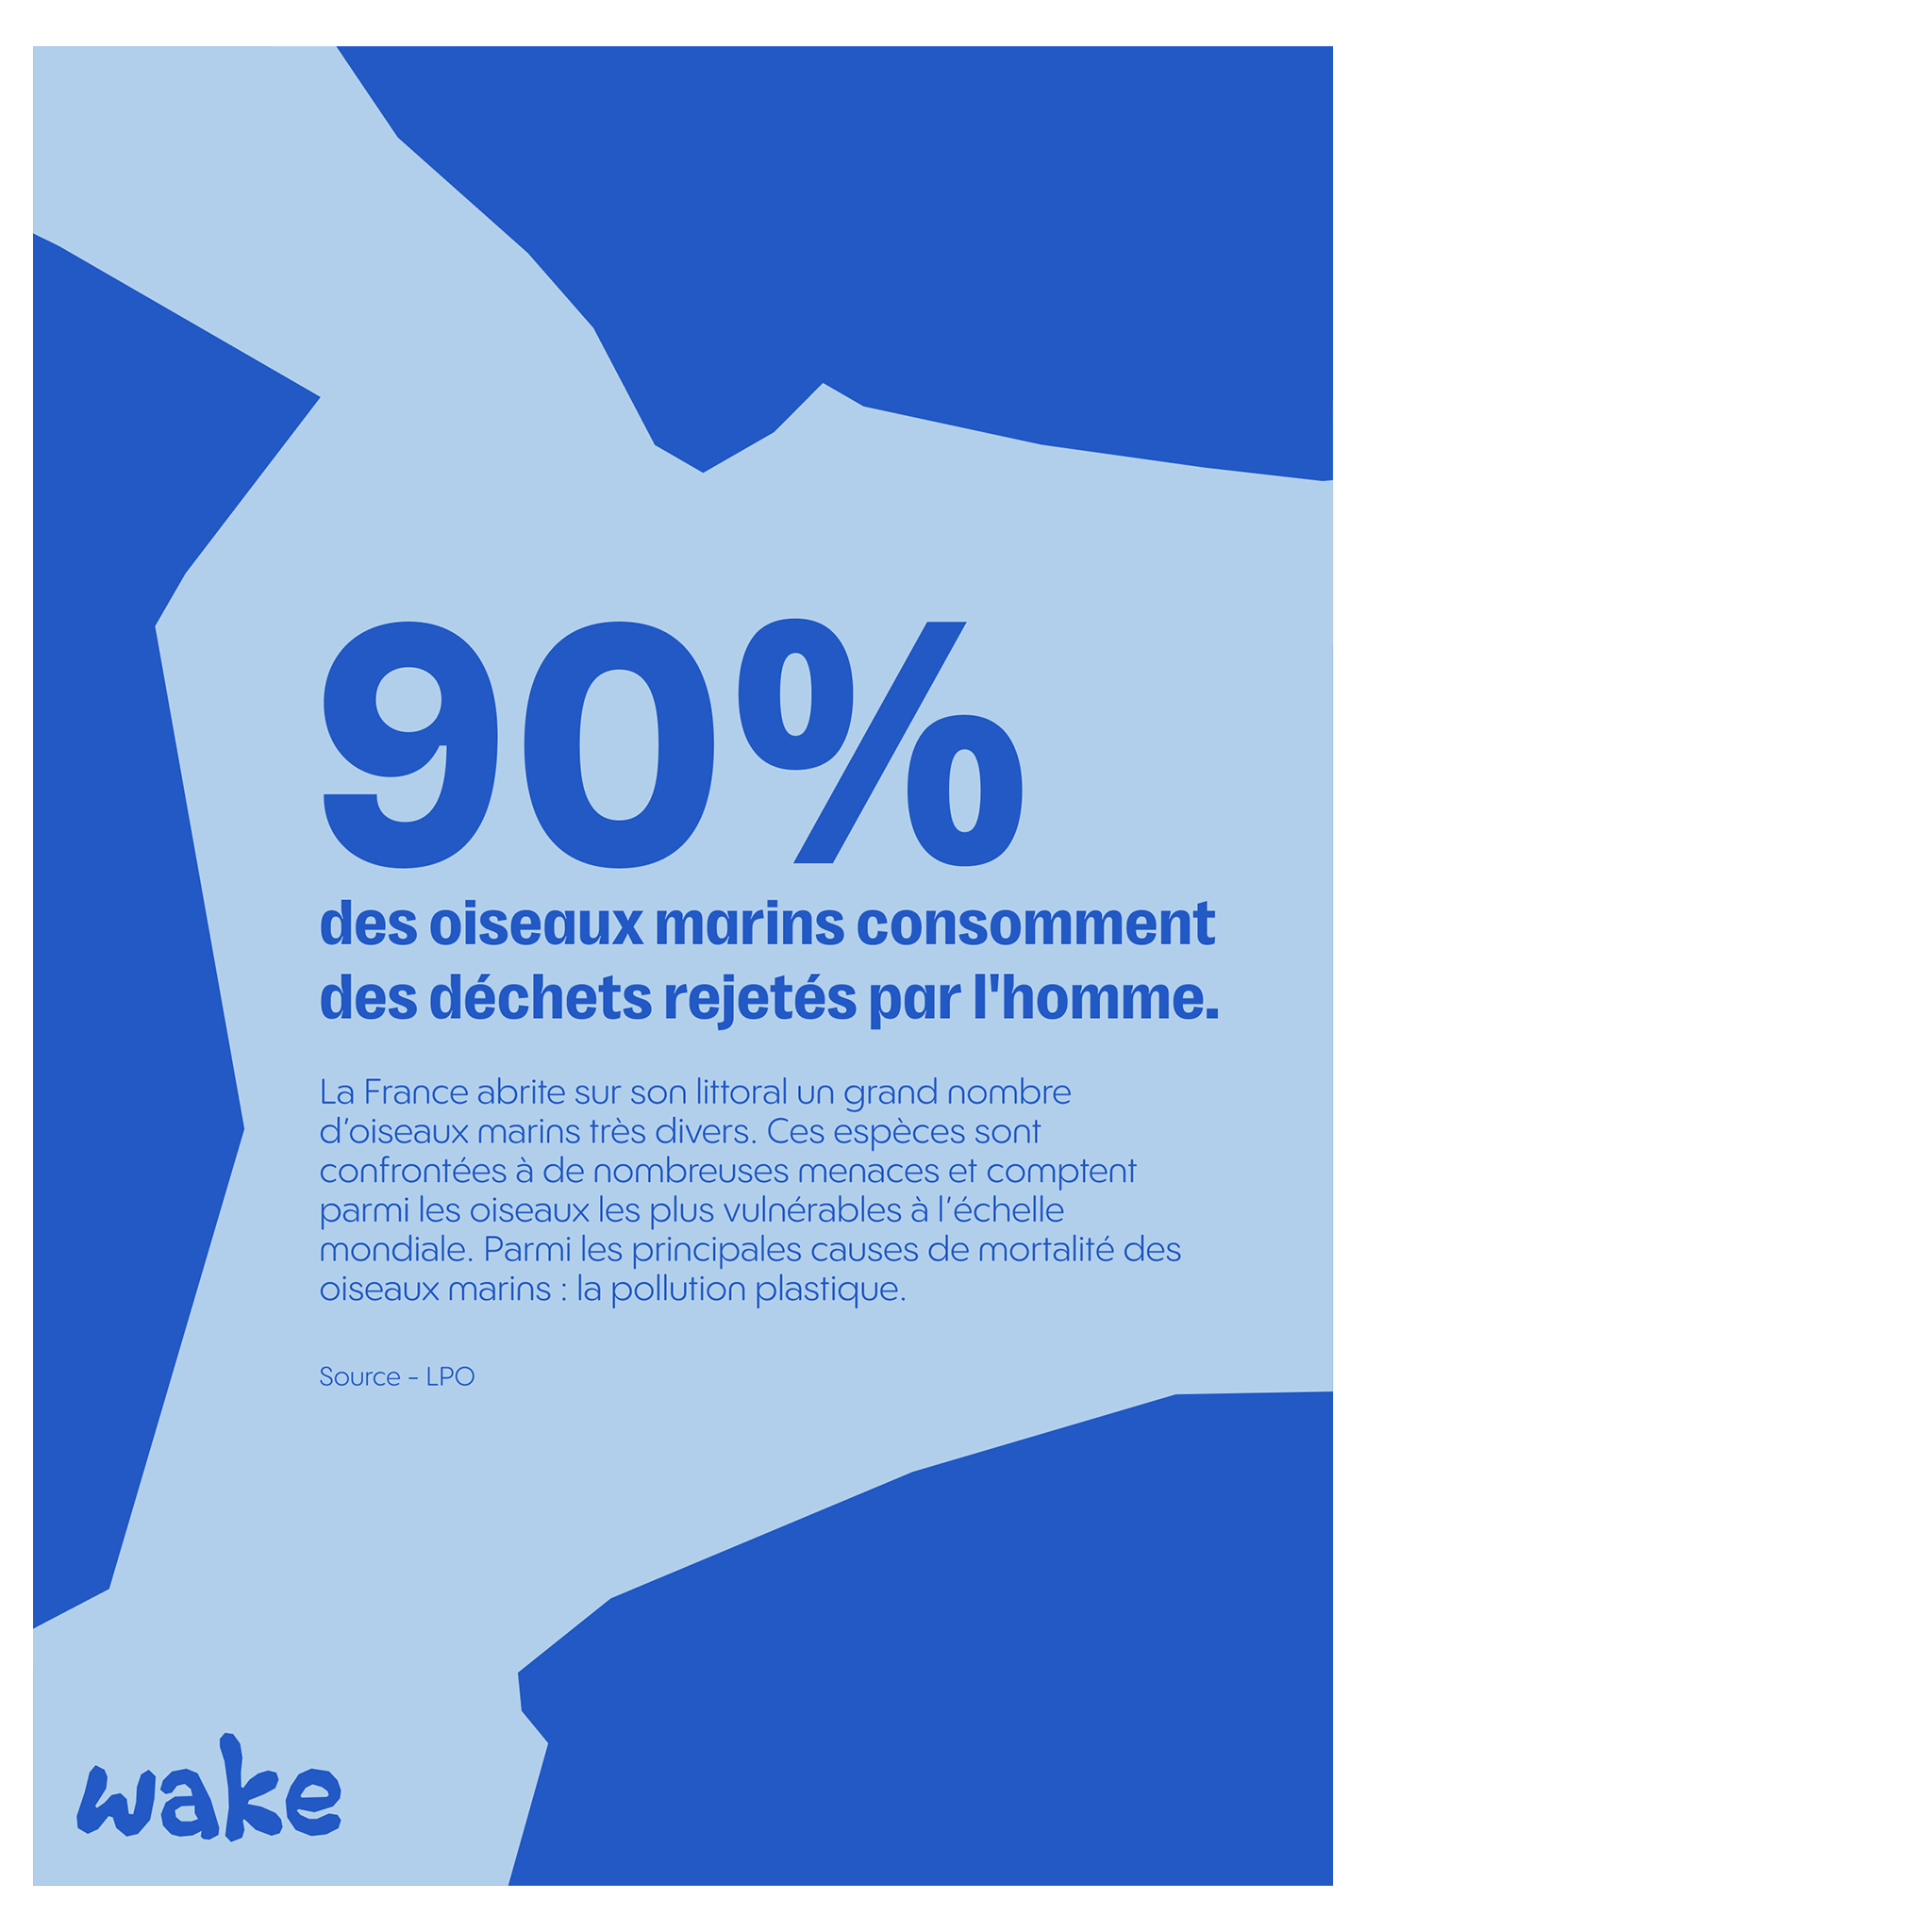 90%
des oiseaux marins consomment
des déchets rejetés par l'homme.
La France abrite sur son littoral un grand nombre
d’oiseaux marins très divers. Ces espèces sont
confrontées à de nombreuses menaces et comptent
parmi les oiseaux les plus vulnérables à l’échelle
mondiale. Parmi les principales causes de mortalité des
oiseaux marins : la pollution plastique.
Source - LPO
wake